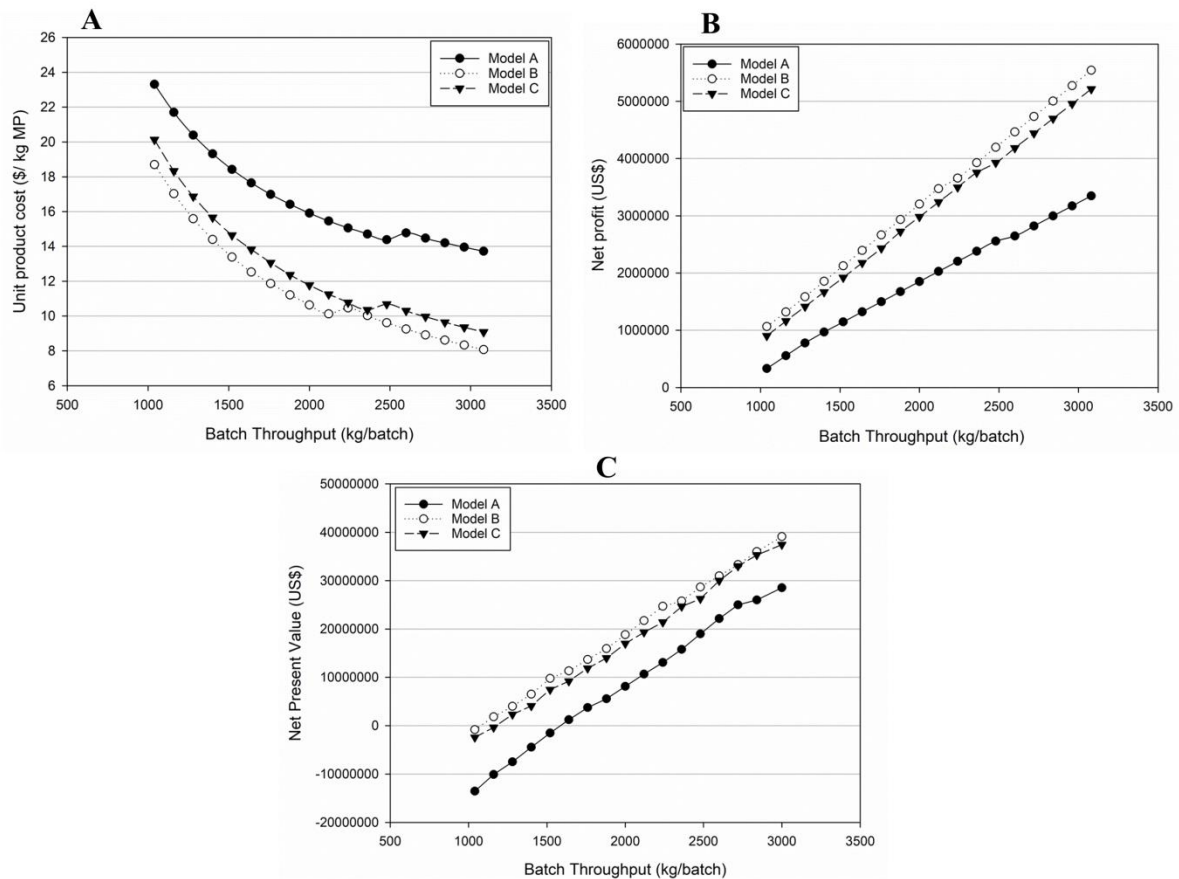 A
Unit product cost ($/ kg MP)
26
24
22
20
18
16
14
12
10
8
6
Model A
Model B
Model C
500 1000 1500 2000 2500 3000 3500
Batch Throughput (kg/batch)
B
Net profit (US$)
6000000
5000000
4000000
3000000
2000000
1000000
0
Model A
Model B
Model C
500 1000 1500 2000 2500 3000 3500
Batch Throughput (kg/batch)
C
Net Present Value (US$)
50000000
40000000
30000000
20000000
10000000
0
-10000000
-20000000
Model A
Model B
Model C
500 1000 1500 2000 2500 3000 3500
Batch Throughput (kg/batch)